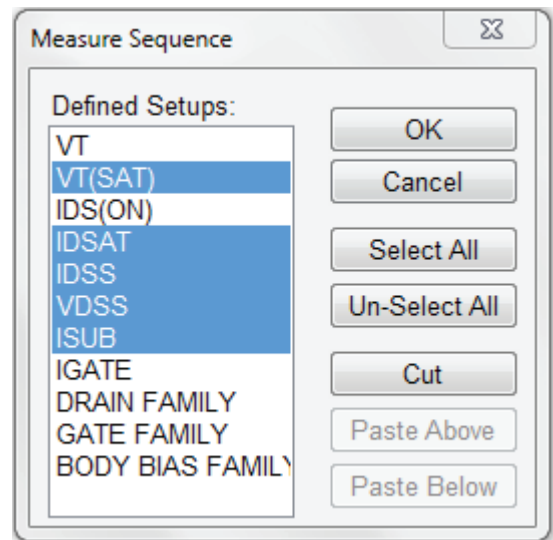 Measure Sequence
Defined Setups:
VT
VT(SAT)
IDS(ON)
IDSAT
IDSS
VDSS
ISUB
IGATE
DRAIN FAMILY
GATE FAMILY
BODY BIAS FAMILY
OK
Cancel
Select All
Un-Select All
Cut
Paste Above
Paste Below